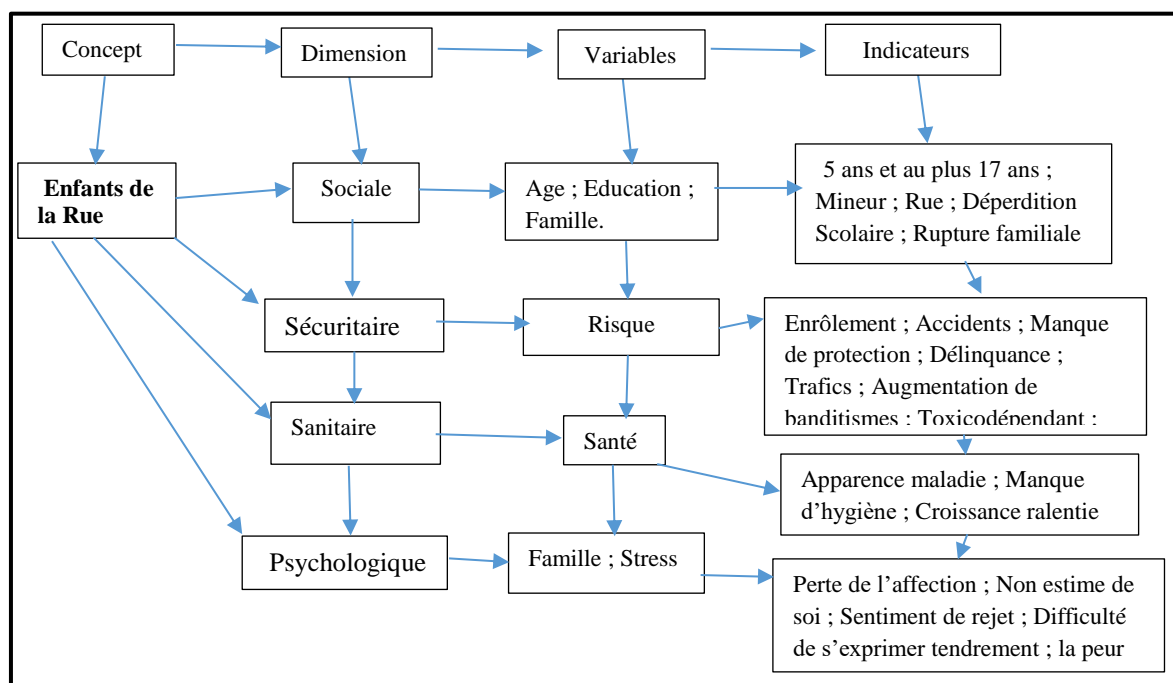 Concept
Dimension
Variables
Indicateurs
Enfants de
la Rue
Sociale
Age ; Education ;
Famille.
5 ans et au plus 17 ans ;
Mineur ; Rue ; Déperdition
Scolaire ; Rupture familiale
Sécuritaire
Risque
Enrôlement ; Accidents ; Manque
de protection ; Délinquance ;
Trafics ; Augmentation de
banditismes ; Toxicodépendant ;
Sanitaire
Santé
Apparence maladie ; Manque
d’hygiène ; Croissance ralentie
Psychologique
Famille ; Stress
Perte de l’affection ; Non estime de
soi ; Sentiment de rejet ; Difficulté
de s’exprimer tendrement ; la peur